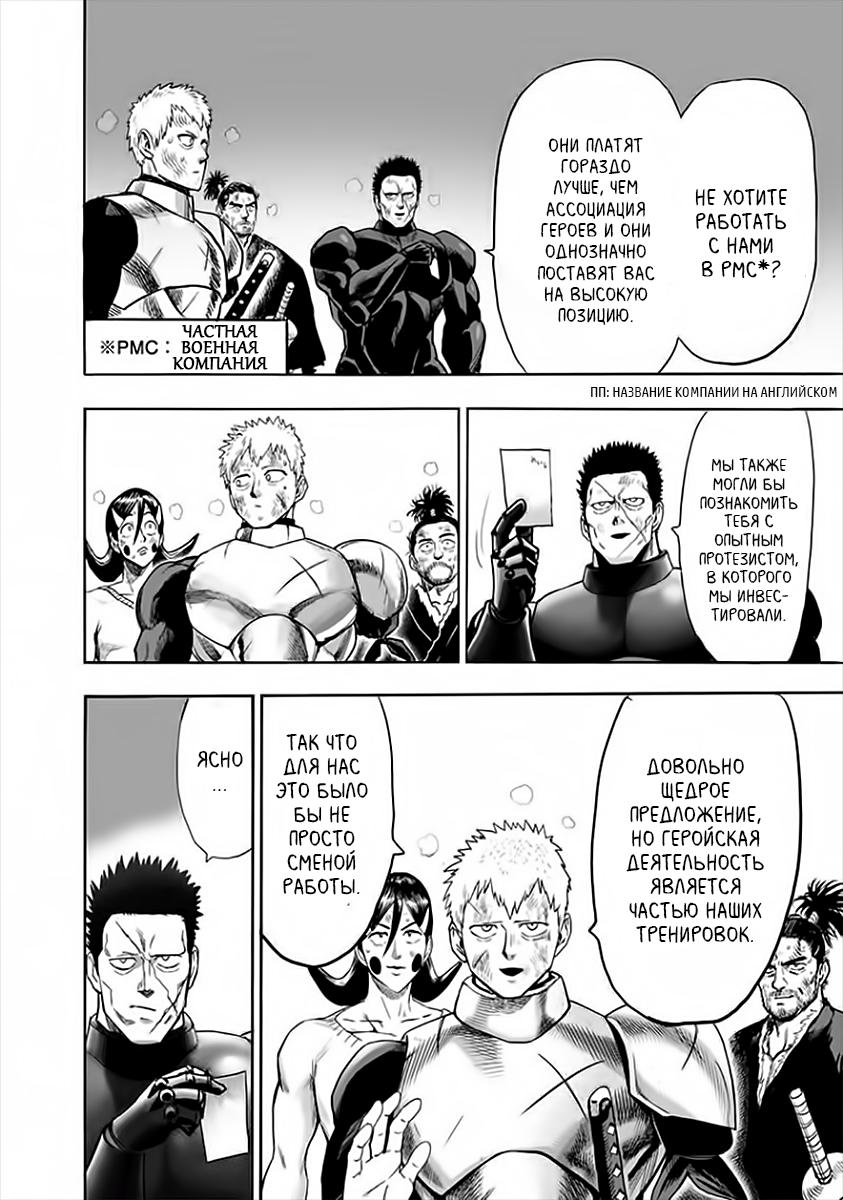 НЕ ХОТИТЕ
РАБОТАТЬ
С НАМИ
В РМС*?
ОНИ ПЛАТЯТ
ГОРАЗДО
ЛУЧШЕ, ЧЕМ
АССОЦИАЦИЯ
ГЕРОЕВ И ОНИ
ОДНОЗНАЧНО
ПОСТАВЯТ ВАС
НА ВЫСОКУЮ
ПОЗИЦИЮ.
※PMC : ЧАСТНАЯ
ВОЕННАЯ
КОМПАНИЯ
ПП: НАЗВАНИЕ КОМПАНИИ НА АНГЛИЙСКОМ
МЫ ТАКЖЕ
МОГЛИ БЫ
ПОЗНАКОМИТЬ
ТЕБЯ С
ОПЫТНЫМ
ПРОТЕЗИСТОМ,
В КОТОРОГО
МЫ ИНВЕС-
ТИРОВАЛИ.
ДОВОЛЬНО
ЩЕДРОЕ
ПРЕДЛОЖЕНИЕ,
НО ГЕРОЙСКАЯ
ДЕЯТЕЛЬНОСТЬ
ЯВЛЯЕТСЯ
ЧАСТЬЮ НАШИХ
ТРЕНИРОВОК.
ТАК ЧТО
ДЛЯ НАС
ЭТО БЫЛО
БЫ НЕ
ПРОСТО
СМЕНОЙ
РАБОТЫ.
ЯСНО
...